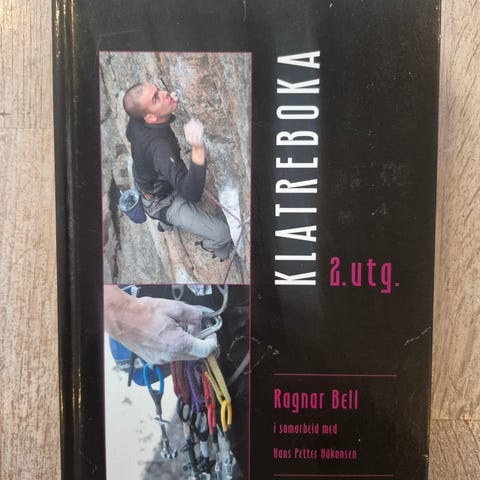 KLATREBOKA
2.utg.
Ragnar Bell
i samarbeid med
Hans Petter Håkonsen